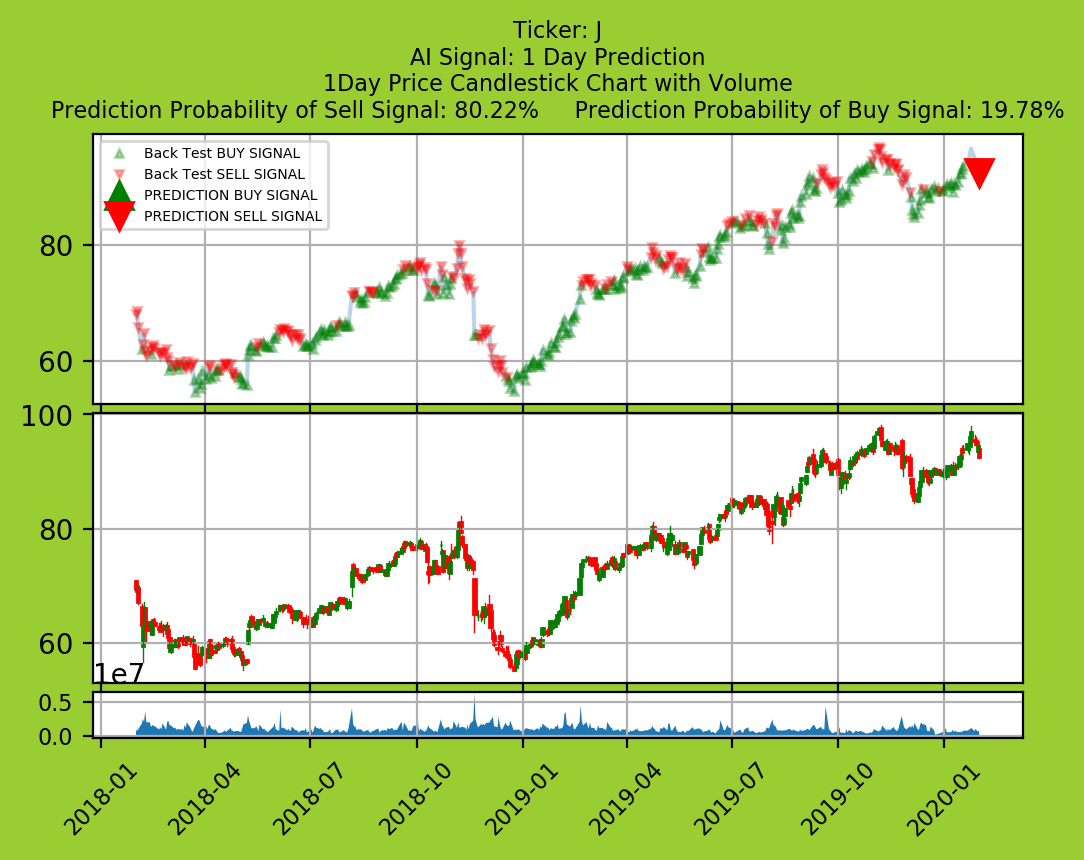 Ticker: J
AI Signal: 1 Day Prediction
1Day Price Candlestick Chart with Volume
Prediction Probability of Sell Signal: 80.22%     Prediction Probability of Buy Signal: 19.78%
Back Test BUY SIGNAL
Back Test SELL SIGNAL
PREDICTION BUY SIGNAL
PREDICTION SELL SIGNAL
80
60
100
80
60
1e7
0.5
0.0
2018-01
2018-04
2018-07
2018-10
2019-01
2019-04
2019-07
2019-10
2020-01